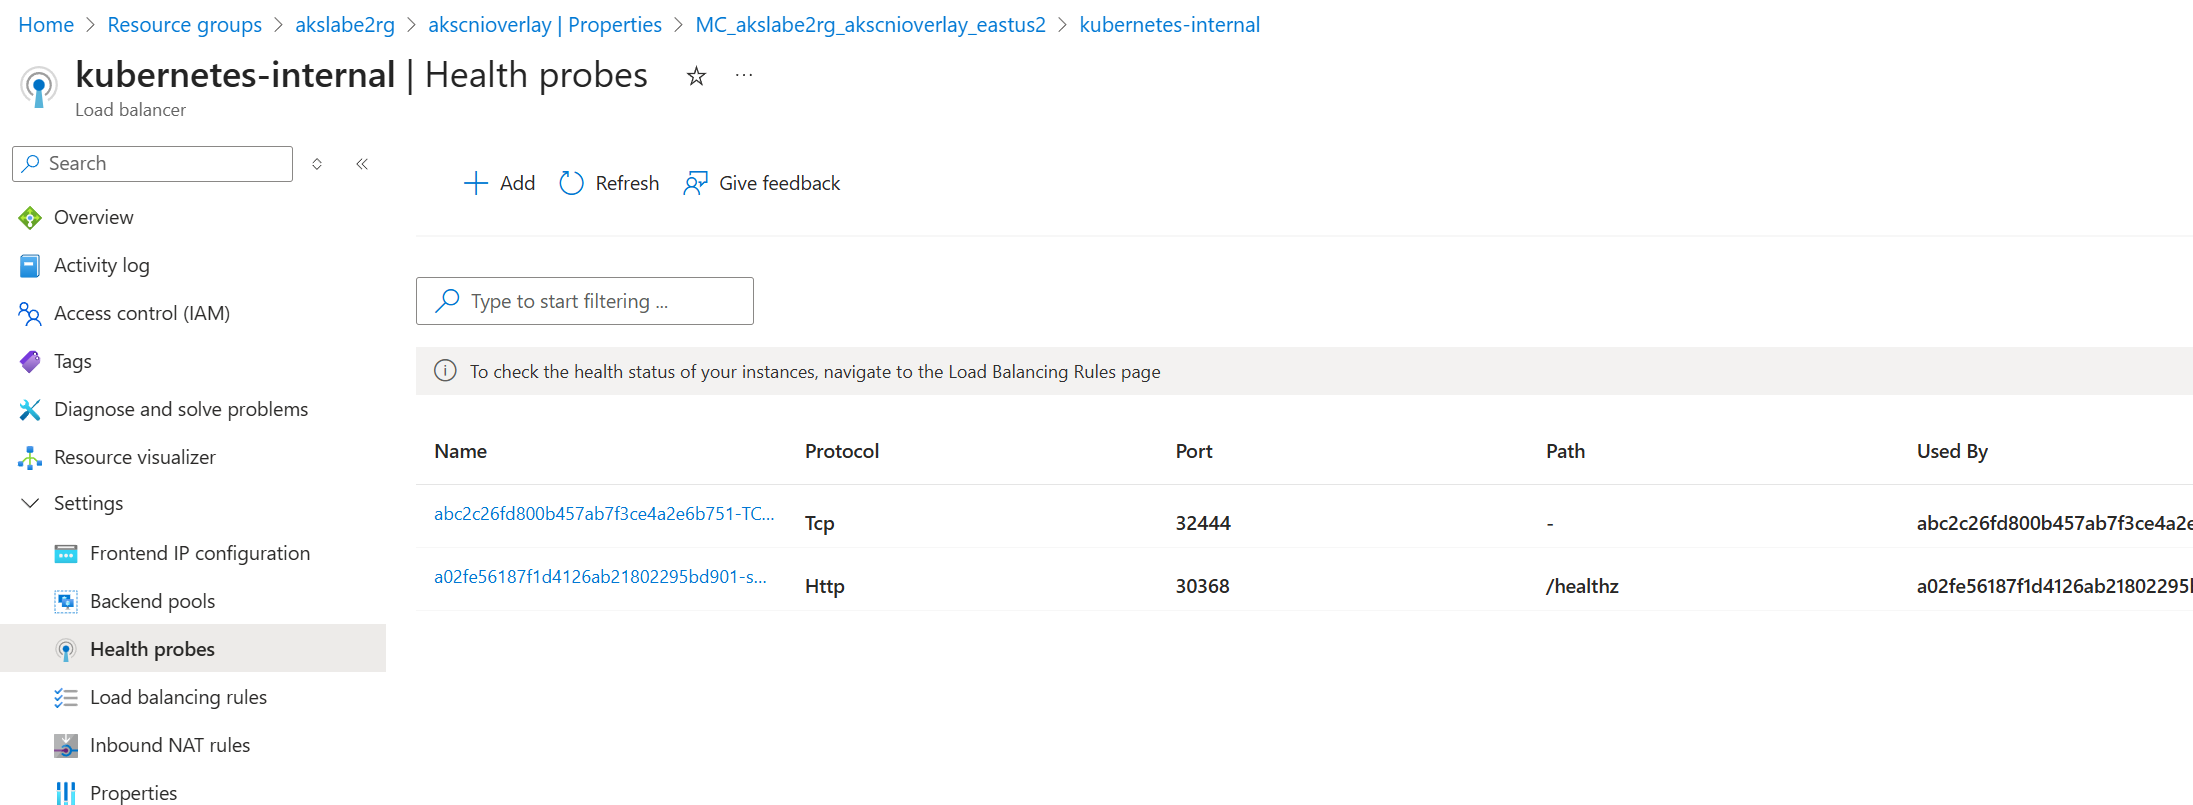 Home > Resource groups > akslabe2rg > akscnioverlay | Properties > MC_akslabe2rg_akscnioverlay_eastus2 > kubernetes-internal
kubernetes-internal | Health probes
Load balancer
Search
Add Refresh Give feedback
Overview
Activity log
Access control (IAM)
Tags
Diagnose and solve problems
Resource visualizer
Settings
Frontend IP configuration
Backend pools
Health probes
Load balancing rules
Inbound NAT rules
Properties
Type to start filtering ...
To check the health status of your instances, navigate to the Load Balancing Rules page
Name Protocol Port Path Used By
abc2c26fd800b457ab7f3ce4a2e6b751-TC... Tcp 32444 - abc2c26fd800b457ab7f3ce4a2e
a02fe56187f1d4126ab21802295bd901-s... Http 30368 /healthz a02fe56187f1d4126ab21802295b